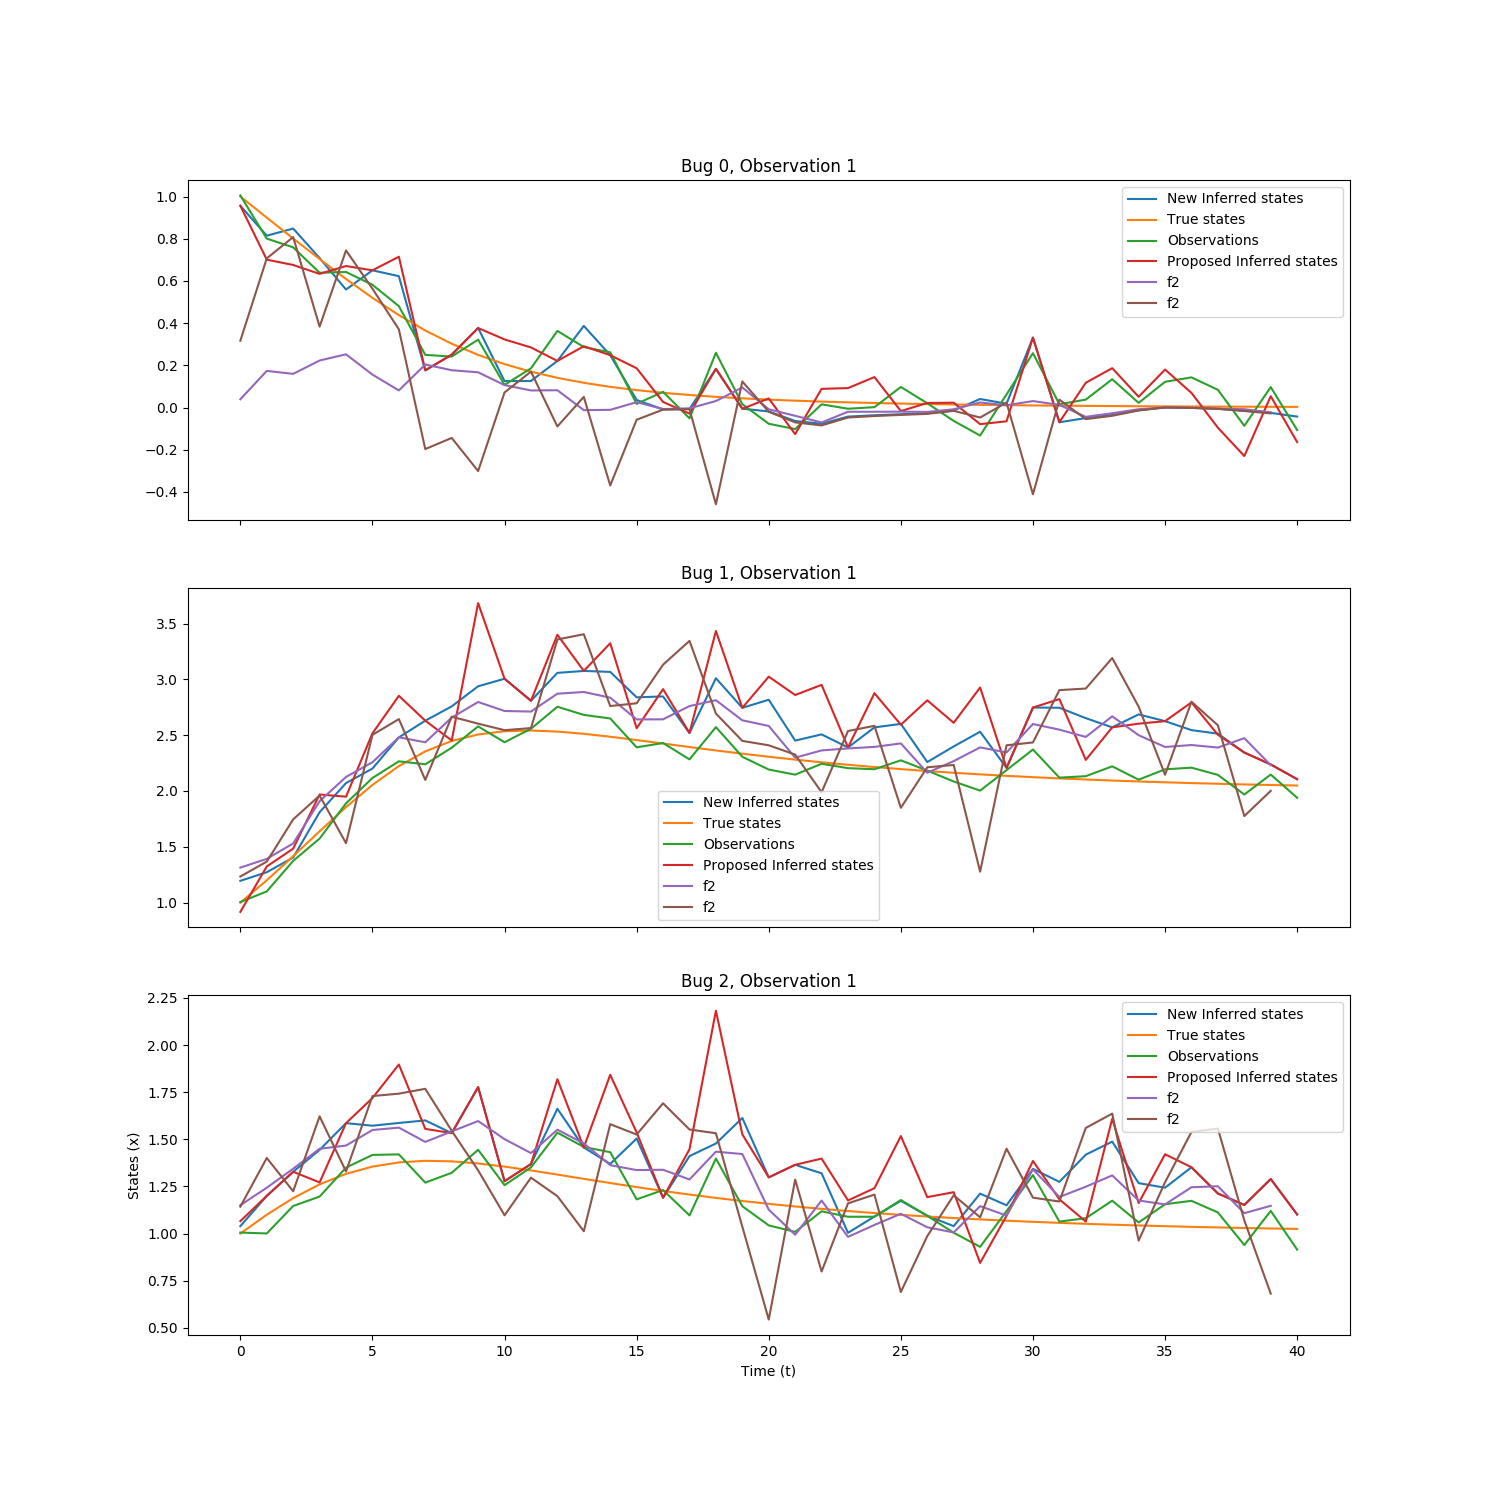 Bug 0, Observation 1
1.0
0.8
0.6
0.4
0.2
0.0
−0.2
−0.4
New Inferred states
True states
Observations
Proposed Inferred states
f2
f2
Bug 1, Observation 1
3.5
3.0
2.5
2.0
1.5
1.0
New Inferred states
True states
Observations
Proposed Inferred states
f2
f2
Bug 2, Observation 1
2.25
2.00
1.75
1.50
1.25
1.00
0.75
0.50
States (x)
New Inferred states
True states
Observations
Proposed Inferred states
f2
f2
0 5 10 15 20 25 30 35 40
Time (t)